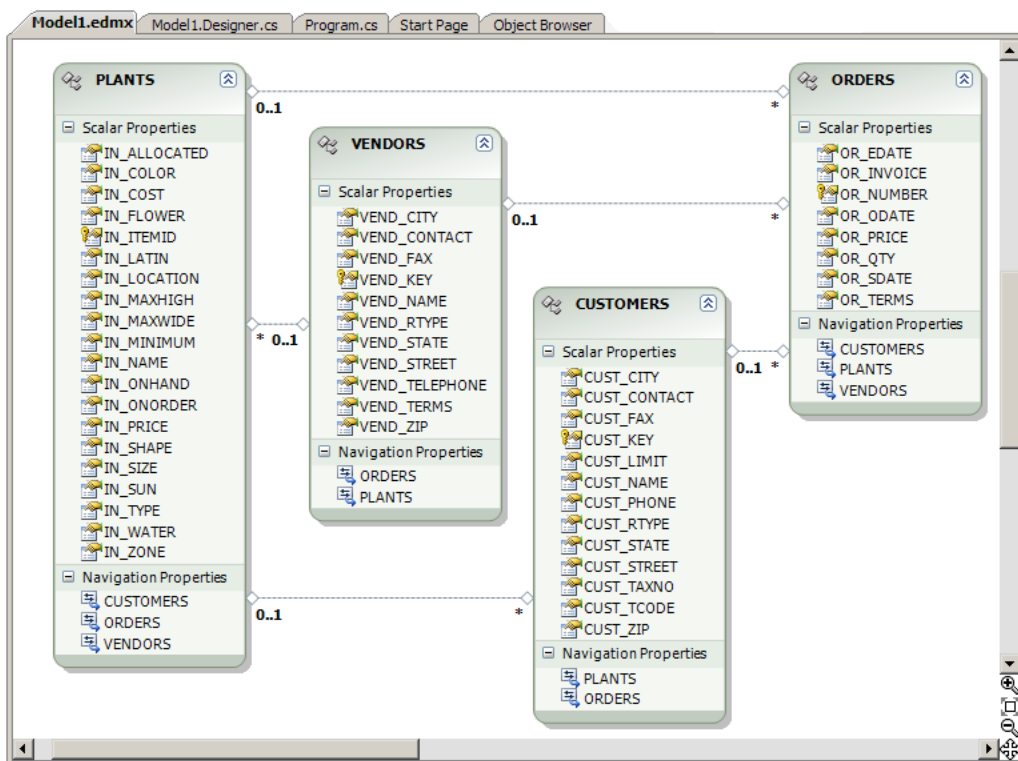 Model1.edmx Model1.Designer.cs Program.cs Start Page Object Browser
PLANTS
Scalar Properties
IN_ALLOCATED
IN_COLOR
IN_COST
IN_FLOWER
IN_ITEMID
IN_LATIN
IN_LOCATION
IN_MAXHIGH
IN_MAXWIDE
IN_MINIMUM
IN_NAME
IN_ONHAND
IN_ONORDER
IN_PRICE
IN_SHAPE
IN_SIZE
IN_SUN
IN_TYPE
IN_WATER
IN_ZONE
Navigation Properties
CUSTOMERS
ORDERS
VENDORS
0..1 *
VENDORS
Scalar Properties
VEND_CITY
VEND_CONTACT
VEND_FAX
VEND_KEY
VEND_NAME
VEND_RTYPE
VEND_STATE
VEND_STREET
VEND_TELEPHONE
VEND_TERMS
VEND_ZIP
Navigation Properties
ORDERS
PLANTS
0..1 *
* 0..1
CUSTOMERS
Scalar Properties
CUST_CITY
CUST_CONTACT
CUST_FAX
CUST_KEY
CUST_LIMIT
CUST_NAME
CUST_PHONE
CUST_RTYPE
CUST_STATE
CUST_STREET
CUST_TAXNO
CUST_TCODE
CUST_ZIP
Navigation Properties
PLANTS
ORDERS
0..1 *
0..1 *
ORDERS
Scalar Properties
OR_EDATE
OR_INVOICE
OR_NUMBER
OR_ODATE
OR_PRICE
OR_QTY
OR_SDATE
OR_TERMS
Navigation Properties
CUSTOMERS
PLANTS
VENDORS